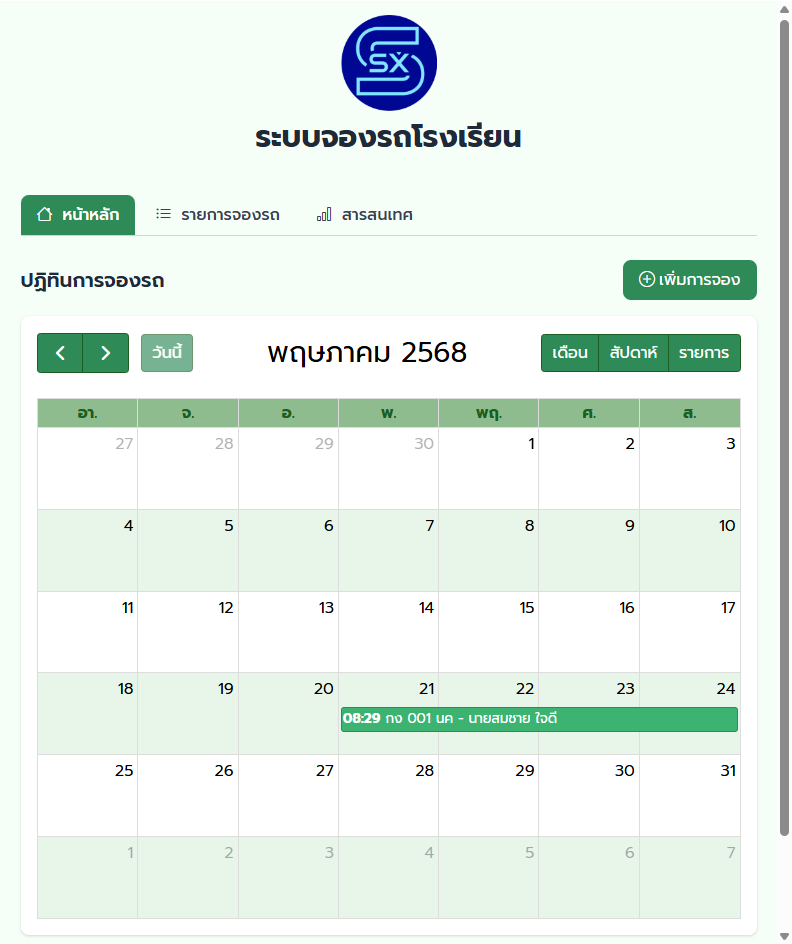 SX
ระบบจองรถโรงเรียน
หน้าหลัก รายการจองรถ สารสนเทศ
ปฏิทินการจองรถ เพิ่มการจอง
วันนี้ พฤษภาคม 2568 เดือน สัปดาห์ รายการ
อา. จ. อ. พ. พฤ. ศ. ส.
27 28 29 30 1 2 3
4 5 6 7 8 9 10
11 12 13 14 15 16 17
18 19 20 21 22 23 24
08:29 กง 001 นค - นายสมชาย ใจดี
25 26 27 28 29 30 31
1 2 3 4 5 6 7